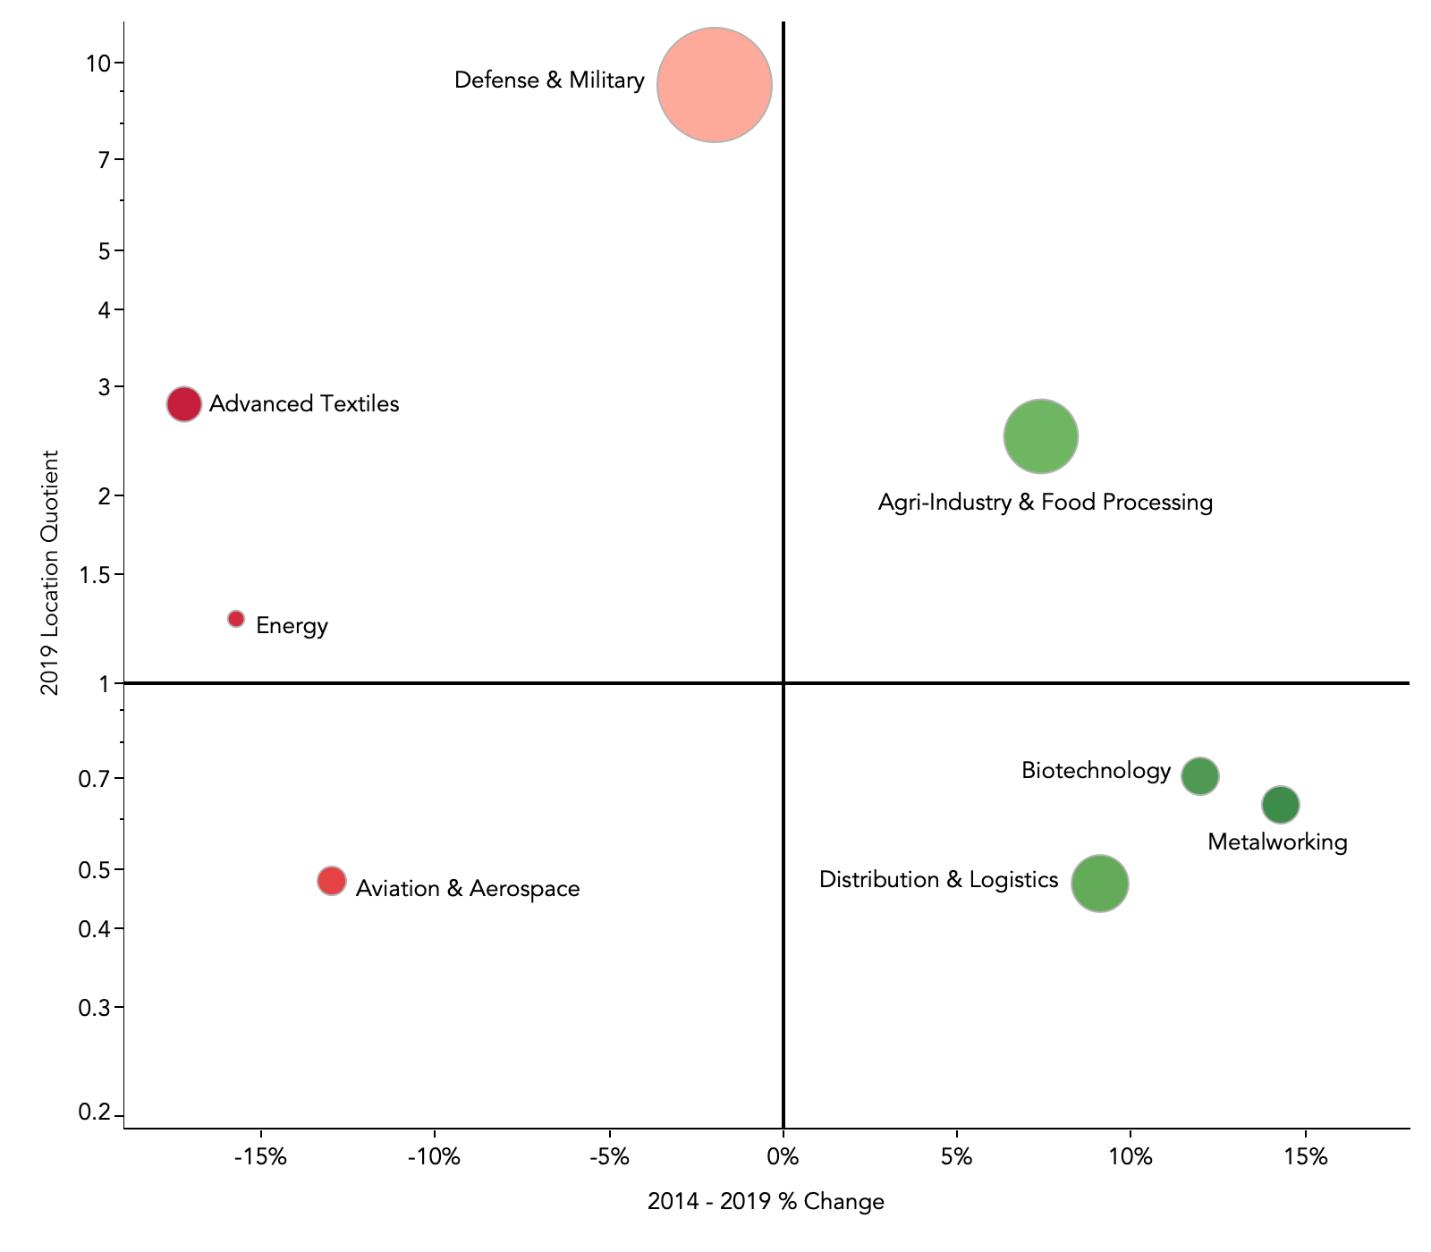 10
Defense & Military
7
5
4
3
Advanced Textiles
2
Agri-Industry & Food Processing
1.5
Energy
2019 Location Quotient
1
Biotechnology
0.7
Metalworking
0.5
Distribution & Logistics
Aviation & Aerospace
0.4
0.3
0.2
-15% -10% -5% 0% 5% 10% 15%
2014 - 2019 % Change